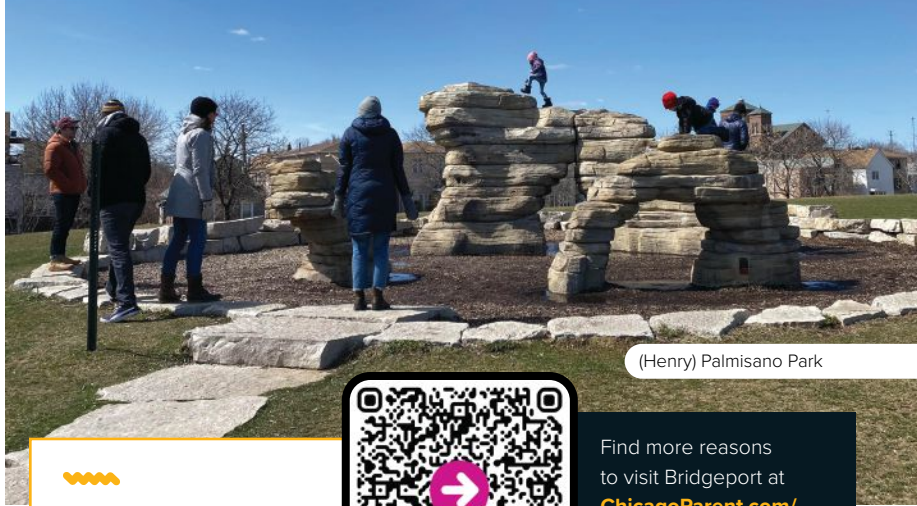 (Henry) Palmisano Park
Find more reasons
to visit Bridgeport at
ChicagoParent.com/